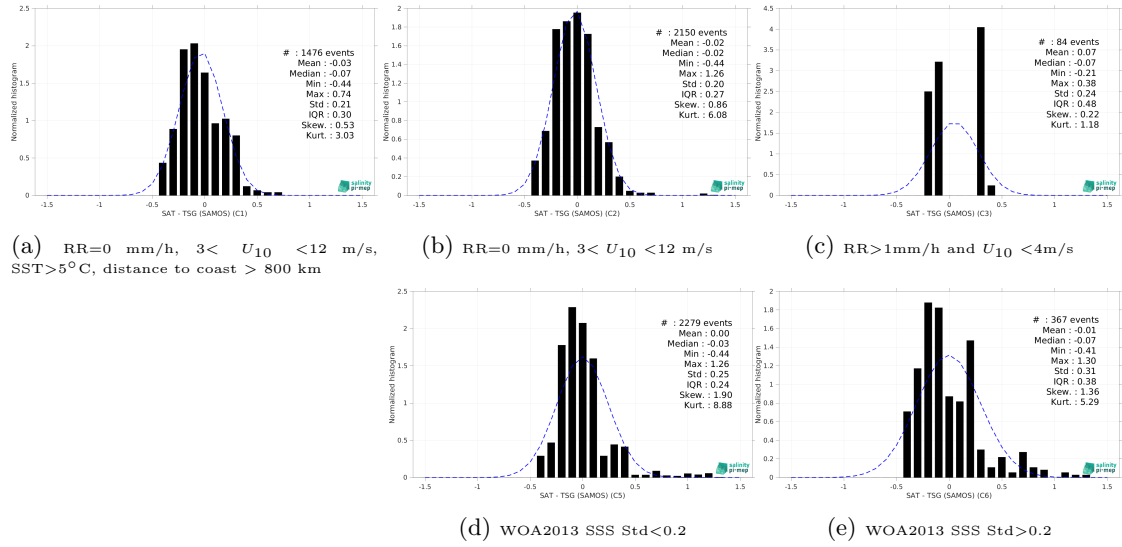 2.5
2
1.5
1
0.5
0
Normalized histogram
# : 1476 events
Mean : -0.03
Median : -0.07
Min : -0.44
Max : 0.74
Std : 0.21
IQR : 0.30
Skew. : 0.53
Kurt. : 3.03
salinity
pi-mep
-1.5 -1 -0.5 0 0.5 1 1.5
SAT - TSG (SAMOS) (C1)
(a) RR=0 mm/h, 3< U10 <12 m/s,
SST>5°C, distance to coast > 800 km
2
1.8
1.6
1.4
1.2
1
0.8
0.6
0.4
0.2
0
Normalized histogram
# : 2150 events
Mean : -0.02
Median : -0.02
Min : -0.44
Max : 1.26
Std : 0.20
IQR : 0.27
Skew. : 0.86
Kurt. : 6.08
salinity
pi-mep
-1.5 -1 -0.5 0 0.5 1 1.5
SAT - TSG (SAMOS) (C2)
(b) RR=0 mm/h, 3< U10 <12 m/s
4.5
4
3.5
3
2.5
2
1.5
1
0.5
0
Normalized histogram
# : 84 events
Mean : 0.07
Median : -0.07
Min : -0.21
Max : 0.38
Std : 0.24
IQR : 0.48
Skew. : 0.22
Kurt. : 1.18
salinity
pi-mep
-1.5 -1 -0.5 0 0.5 1 1.5
SAT - TSG (SAMOS) (C3)
(c) RR>1mm/h and U10 <4m/s
2.5
2
1.5
1
0.5
0
Normalized histogram
# : 2279 events
Mean : 0.00
Median : -0.03
Min : -0.44
Max : 1.26
Std : 0.25
IQR : 0.24
Skew. : 1.90
Kurt. : 8.88
salinity
pi-mep
-1.5 -1 -0.5 0 0.5 1 1.5
SAT - TSG (SAMOS) (C5)
(d) WOA2013 SSS Std<0.2
2
1.8
1.6
1.4
1.2
1
0.8
0.6
0.4
0.2
0
Normalized histogram
# : 367 events
Mean : -0.01
Median : -0.07
Min : -0.41
Max : 1.30
Std : 0.31
IQR : 0.38
Skew. : 1.36
Kurt. : 5.29
salinity
pi-mep
-1.5 -1 -0.5 0 0.5 1 1.5
SAT - TSG (SAMOS) (C6)
(e) WOA2013 SSS Std>0.2